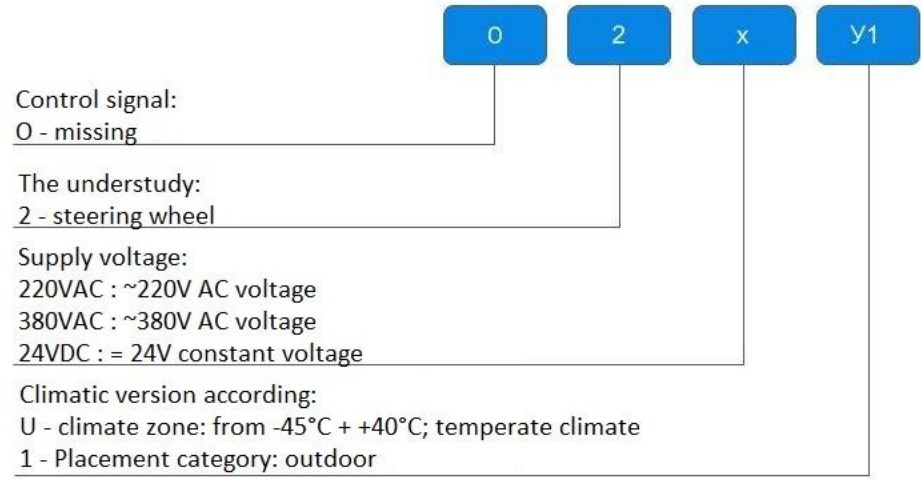 0 2 x У1
Control signal:
O - missing
The understudy:
2 - steering wheel
Supply voltage:
220VAC : ~220V AC voltage
380VAC : ~380V AC voltage
24VDC : = 24V constant voltage
Climatic version according:
U - climate zone: from -45°C + +40°C; temperate climate
1 - Placement category: outdoor